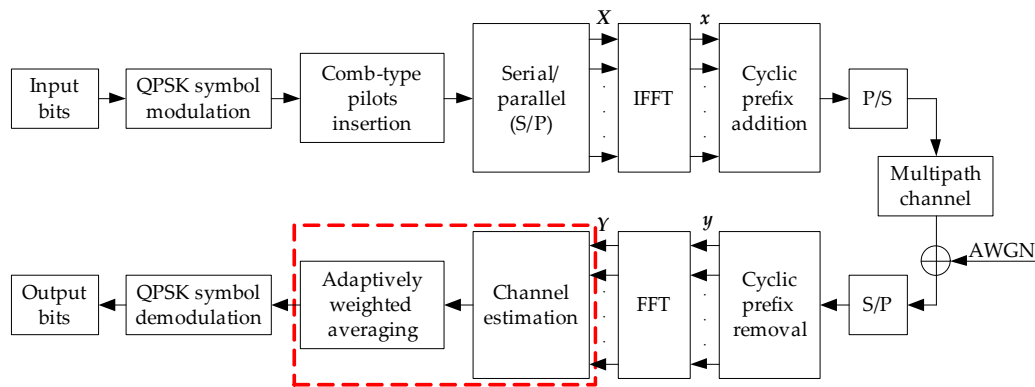 X
x
Input
bits
QPSK symbol
modulation
Comb-type
pilots
insertion
Serial/
parallel
(S/P)
IFFT
Cyclic
prefix
addition
P/S
Multipath
channel
AWGN
Y
y
Output
bits
QPSK symbol
demodulation
Adaptively
weighted
averaging
Channel
estimation
FFT
Cyclic
prefix
removal
S/P